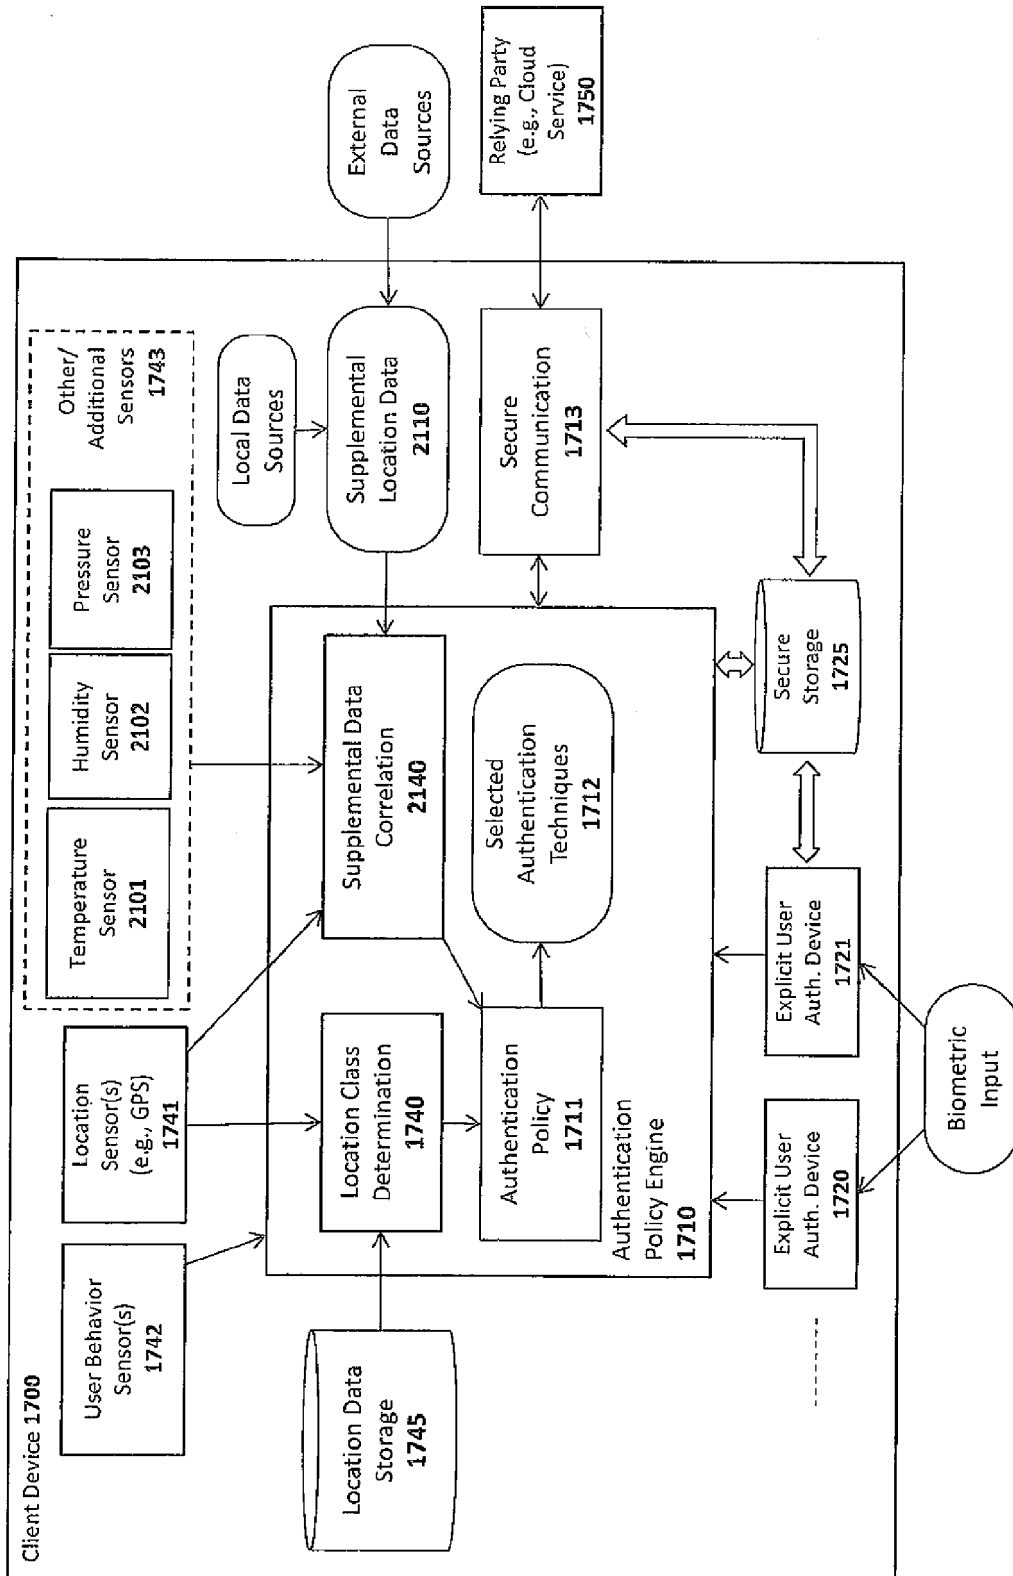 Client Device 1700
User Behavior
Sensor(s)
1742
Location
Sensor(s)
(e.g., GPS)
1741
Temperature
Sensor
2101
Humidity
Sensor
2102
Pressure
Sensor
2103
Other/
Additional
Sensors
1743
Local Data
Sources
External
Data
Sources
Location Data
Storage
1745
Location Class
Determination
1740
Supplemental Data
Correlation
2140
Supplemental
Location Data
2110
Authentication
Policy
1711
Selected
Authentication
Techniques
1712
Secure
Communication
1713
Relying Party
(e.g., Cloud
Service)
1750
Authentication
Policy Engine
1710
Explicit User
Auth. Device
1720
Explicit User
Auth. Device
1721
Secure
Storage
1725
Biometric
Input